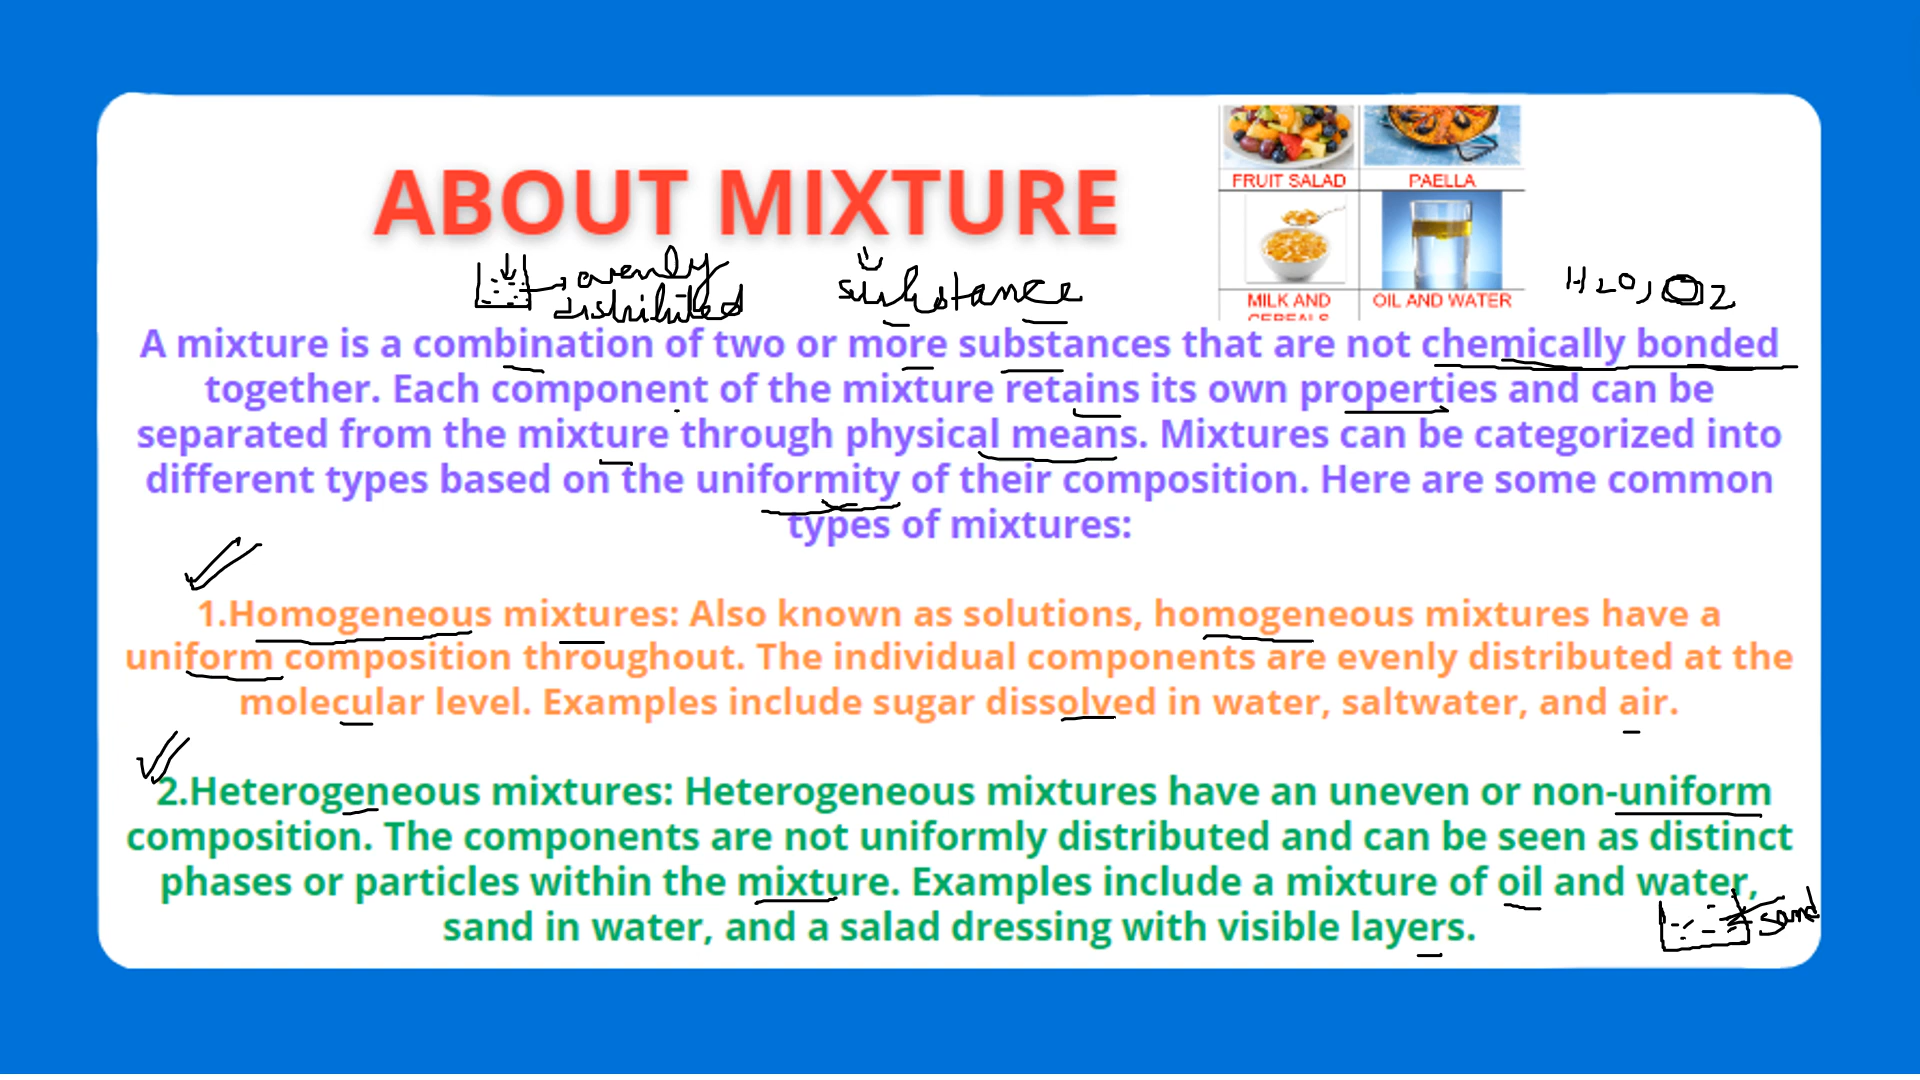 FRUIT SALAD
PAELLA
ABOUT MIXTURE
MILK AND
CEREALS
OIL AND WATER
evenly
distributed
substance
H2O, O2
A mixture is a combination of two or more substances that are not chemically bonded
together. Each component of the mixture retains its own properties and can be
separated from the mixture through physical means. Mixtures can be categorized into
different types based on the uniformity of their composition. Here are some common
types of mixtures:
1.Homogeneous mixtures: Also known as solutions, homogeneous mixtures have a
uniform composition throughout. The individual components are evenly distributed at the
molecular level. Examples include sugar dissolved in water, saltwater, and air.
2.Heterogeneous mixtures: Heterogeneous mixtures have an uneven or non-uniform
composition. The components are not uniformly distributed and can be seen as distinct
phases or particles within the mixture. Examples include a mixture of oil and water,
sand in water, and a salad dressing with visible layers.
sand